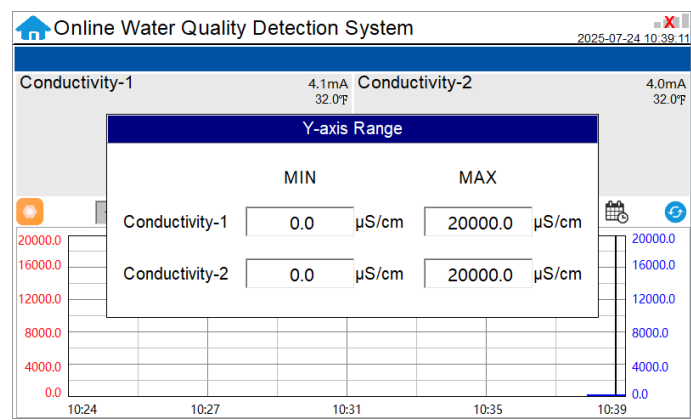 Online Water Quality Detection System
2025-07-24 10:39:11
Conductivity-1
4.1mA
32.0℉
Conductivity-2
4.0mA
32.0℉
Y-axis Range
MIN MAX
Conductivity-1 0.0 µS/cm 20000.0 µS/cm
Conductivity-2 0.0 µS/cm 20000.0 µS/cm
20000.0 20000.0
16000.0 16000.0
12000.0 12000.0
8000.0 8000.0
4000.0 4000.0
0.0 0.0
10:24 10:27 10:31 10:35 10:39